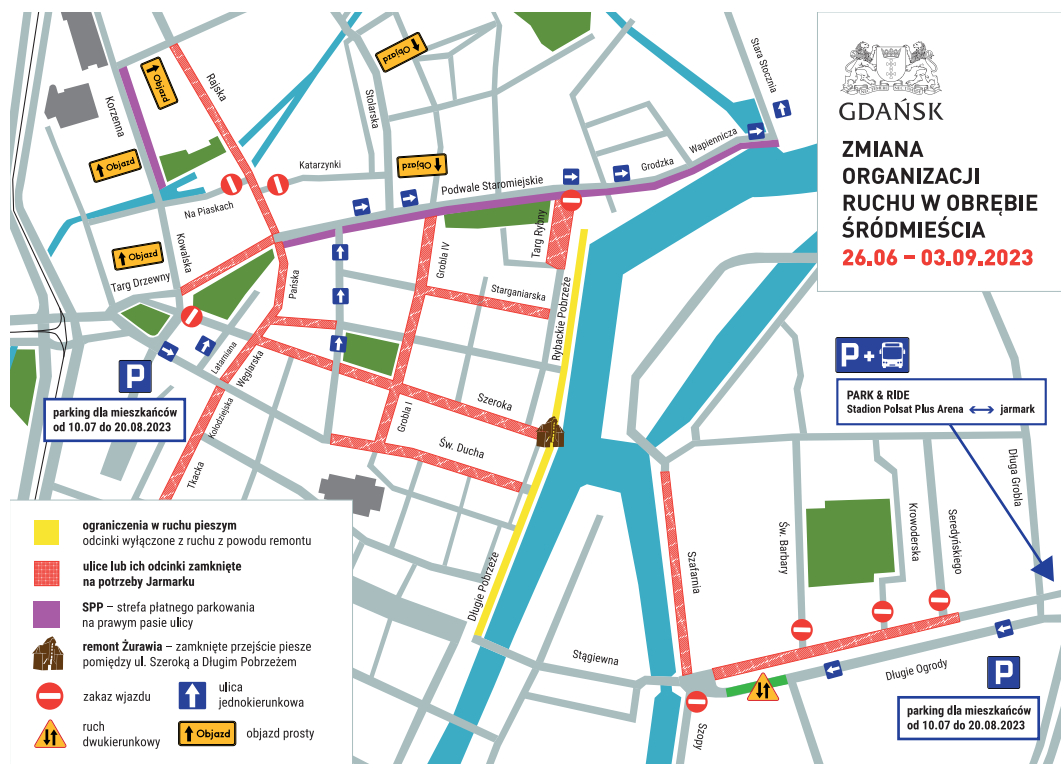 GDAŃSK
ZMIANA
ORGANIZACJI
RUCHU W OBRĘBIE
ŚRÓDMIEŚCIA
26.06 – 03.09.2023
Objazd
Objazd
Objazd
Objazd
Objazd
Korzenna
Rajska
Stolarska
Stara Stocznia
Katarzynki
Wapiennicza
Grodzka
Podwale Staromiejskie
Na Piaskach
Kowalska
Targ Drzewny
Pańska
Grobla IV
Targ Rybny
Starganiarska
Rybackie Pobrzeże
Latarniana
Węglarska
Kołodziejska
Tkacka
Szeroka
Grobla I
Św. Ducha
Długie Pobrzeże
Stągiewna
Szafarnia
Szopy
Św. Barbary
Krowoderska
Seredyńskiego
Długa Grobla
Długie Ogrody
P
parking dla mieszkańców
od 10.07 do 20.08.2023
P +
PARK & RIDE
Stadion Polsat Plus Arena jarmark
P
parking dla mieszkańców
od 10.07 do 20.08.2023
ograniczenia w ruchu pieszym
odcinki wyłączone z ruchu z powodu remontu
ulice lub ich odcinki zamknięte
na potrzeby Jarmarku
SPP – strefa płatnego parkowania
na prawym pasie ulicy
remont Żurawia – zamknięte przejście piesze
pomiędzy ul. Szeroką a Długim Pobrzeżem
zakaz wjazdu
ulica
jednokierunkowa
ruch
dwukierunkowy
Objazd
objazd prosty